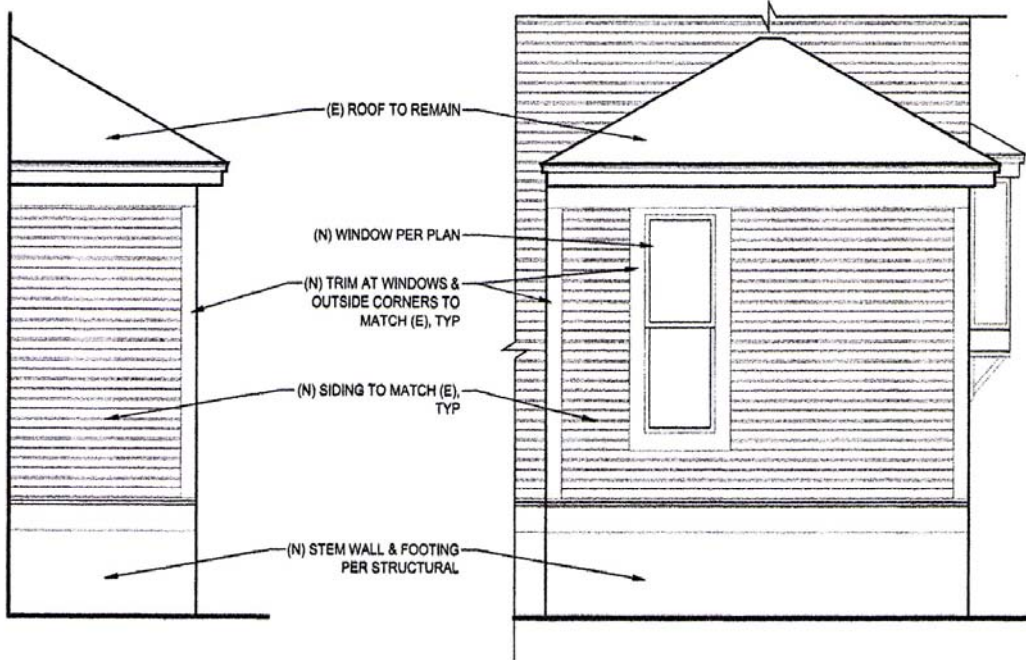 (E) ROOF TO REMAIN
(N) WINDOW PER PLAN
(N) TRIM AT WINDOWS &
OUTSIDE CORNERS TO
MATCH (E), TYP
(N) SIDING TO MATCH (E),
TYP
(N) STEM WALL & FOOTING
PER STRUCTURAL